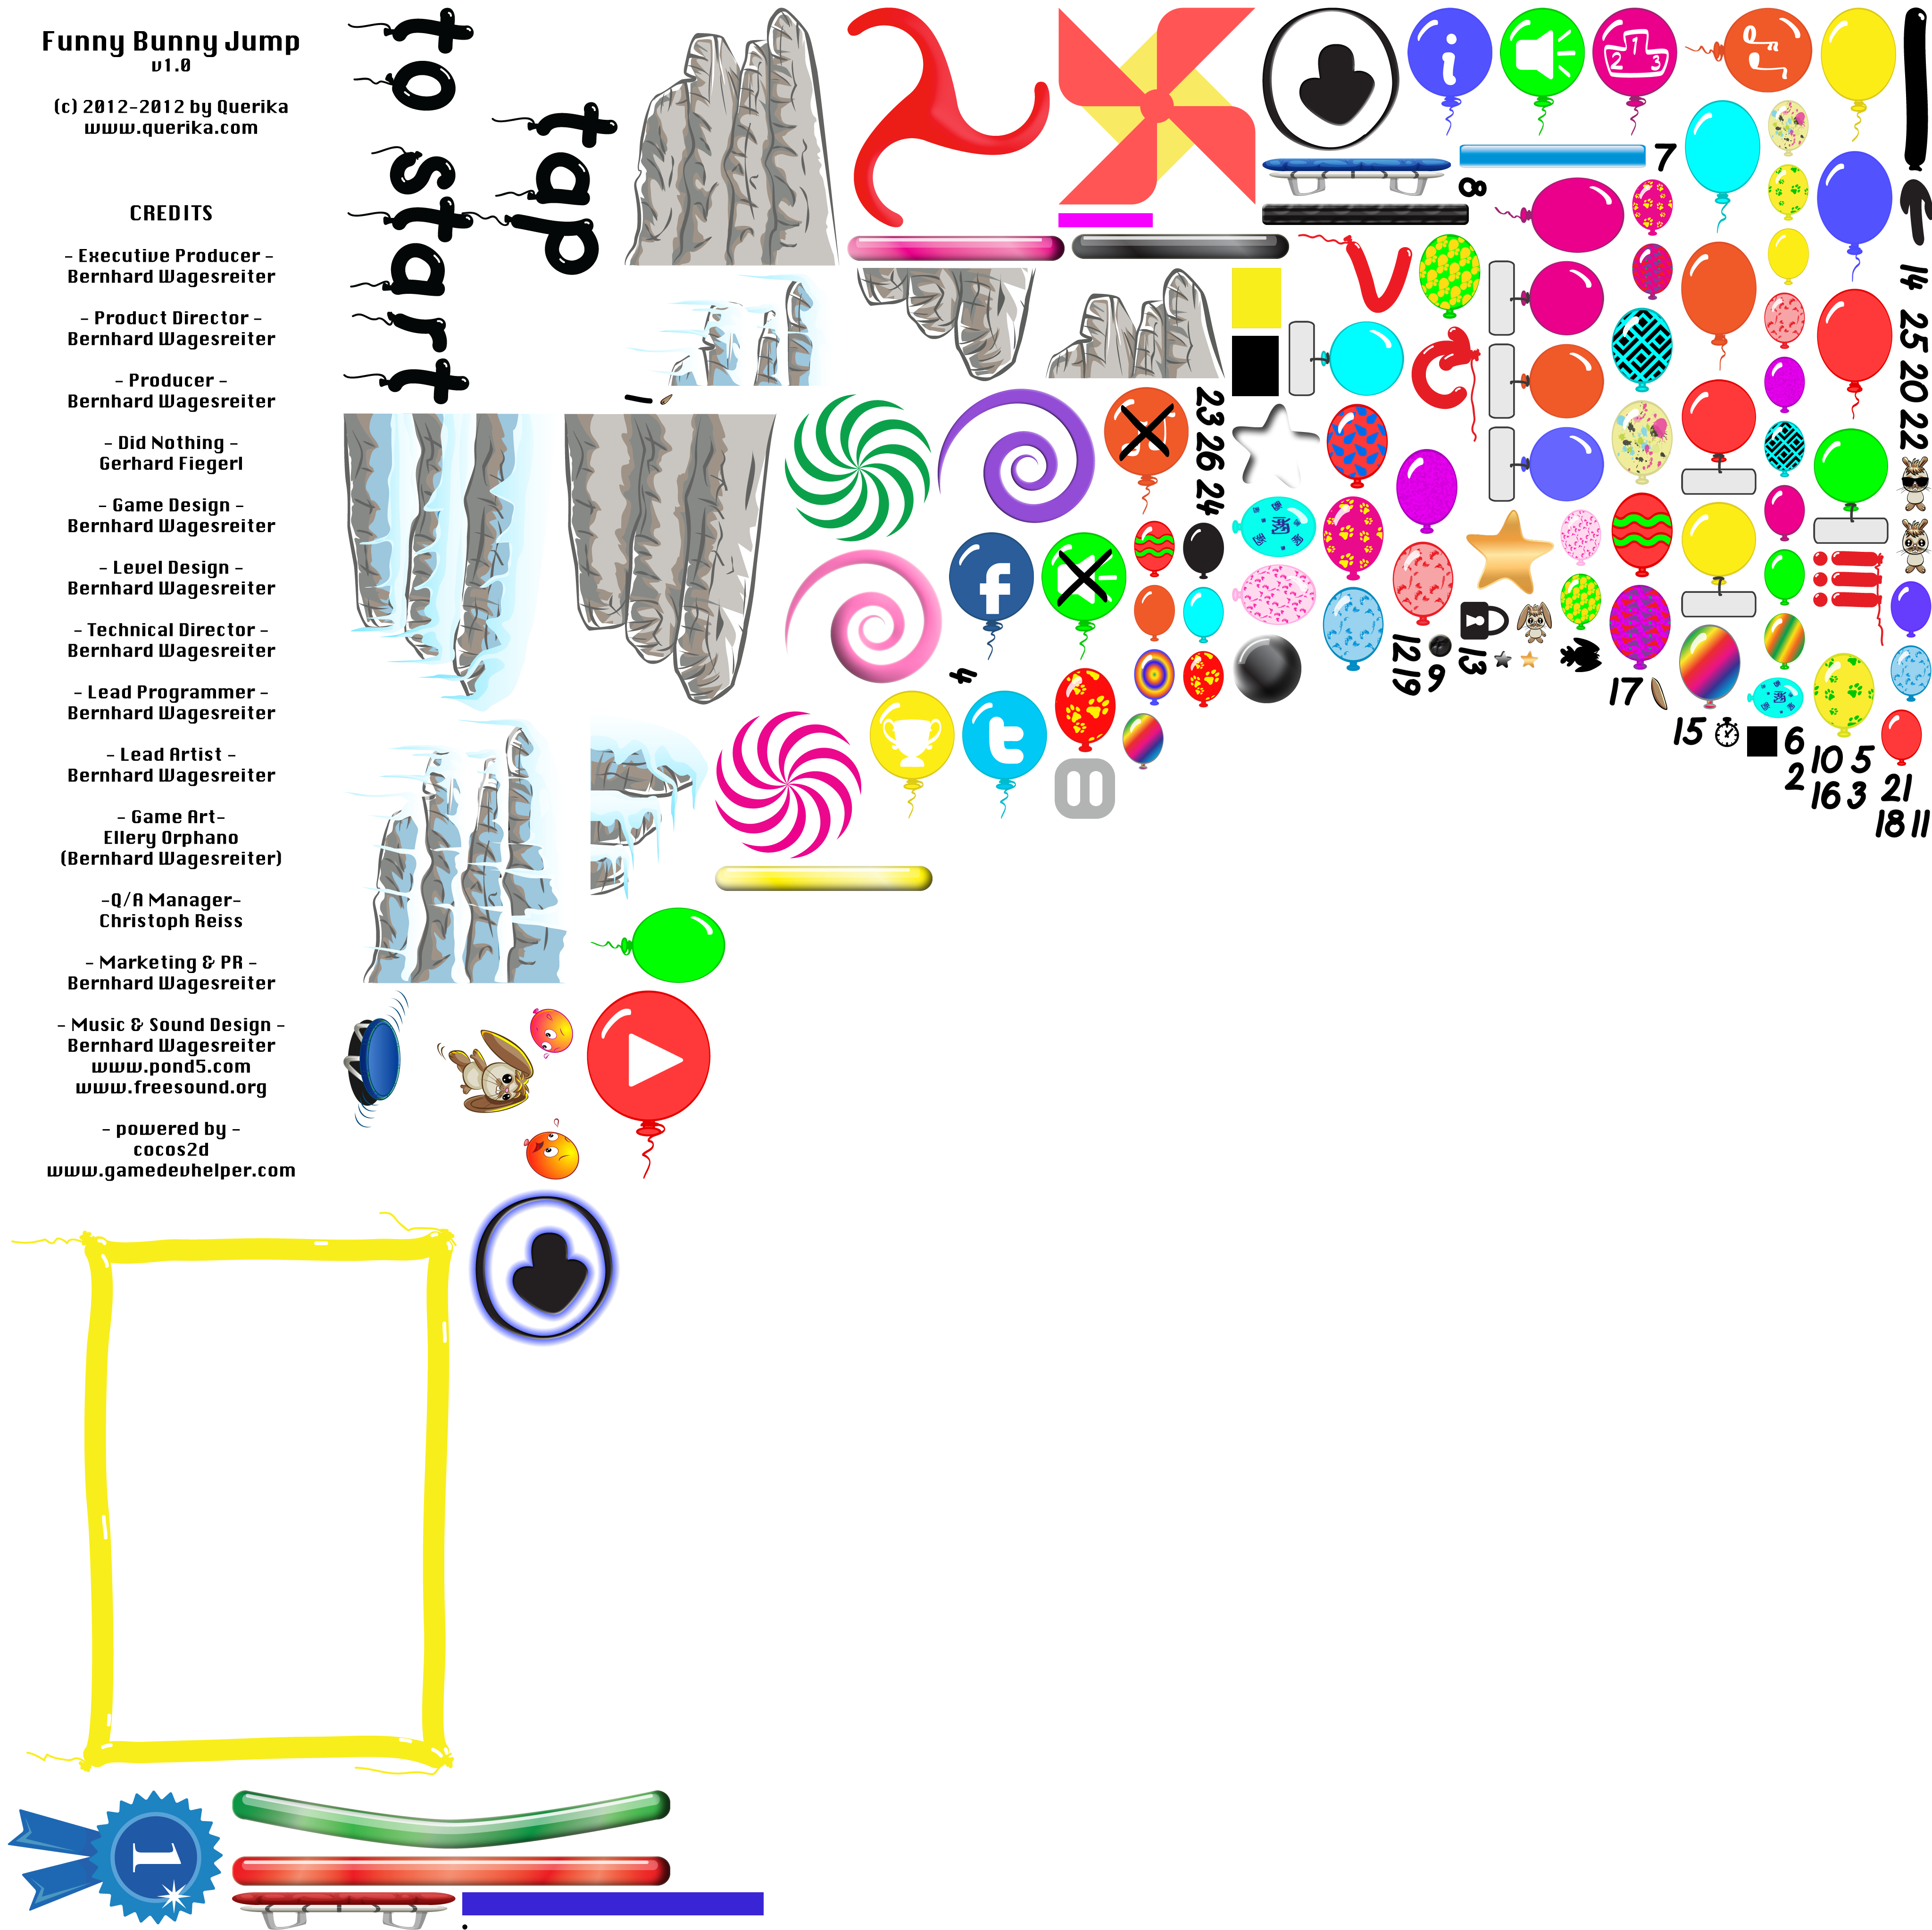 Funny Bunny Jump
v1.0
(c) 2012-2012 by Querika
www.querika.com
CREDITS
- Executive Producer -
Bernhard Wagesreiter
- Product Director -
Bernhard Wagesreiter
- Producer -
Bernhard Wagesreiter
- Did Nothing -
Gerhard Fiegerl
- Game Design -
Bernhard Wagesreiter
- Level Design -
Bernhard Wagesreiter
- Technical Director -
Bernhard Wagesreiter
- Lead Programmer -
Bernhard Wagesreiter
- Lead Artist -
Bernhard Wagesreiter
- Game Art-
Ellery Orphano
(Bernhard Wagesreiter)
-Q/A Manager-
Christoph Reiss
- Marketing & PR -
Bernhard Wagesreiter
- Music & Sound Design -
Bernhard Wagesreiter
www.pond5.com
www.freesound.org
- powered by -
cocos2d
www.gamedevhelper.com
tap
to start
i
1
2 3
7
8
14
25
20
22
23
26
24
f
t
4
12
19
9
13
17
15
6
2
10 5
16 3
21
18 11
1